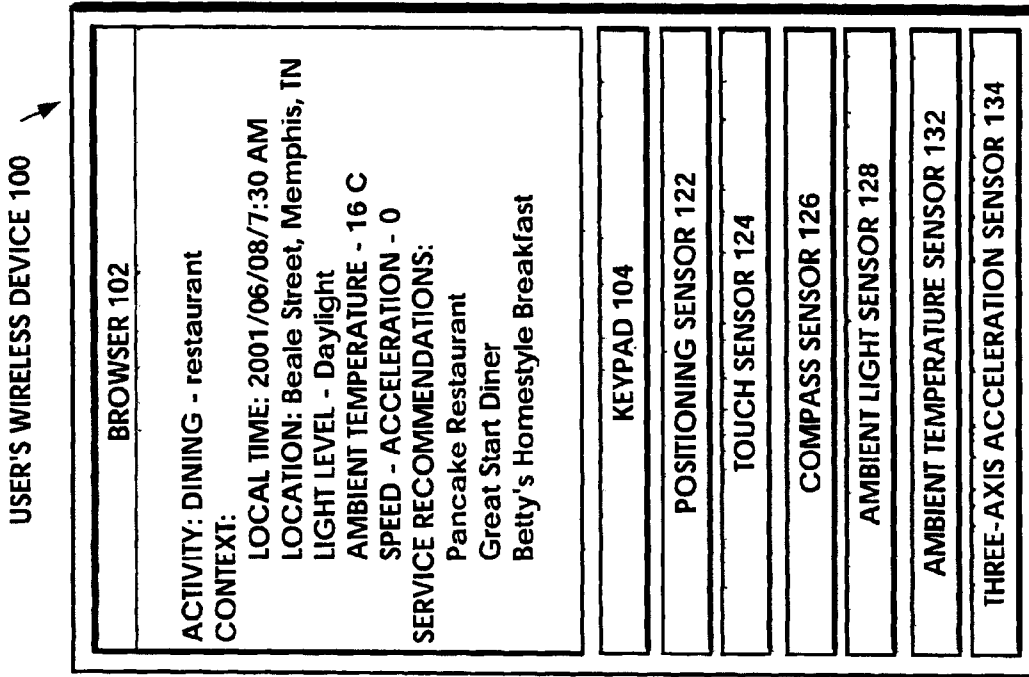 USER'S WIRELESS DEVICE 100
BROWSER 102
ACTIVITY: DINING - restaurant
CONTEXT:
LOCAL TIME: 2001/06/08/7:30 AM
LOCATION: Beale Street, Memphis, TN
LIGHT LEVEL - Daylight
AMBIENT TEMPERATURE - 16 C
SPEED - ACCELERATION - 0
SERVICE RECOMMENDATIONS:
Pancake Restaurant
Great Start Diner
Betty's Homestyle Breakfast
KEYPAD 104
POSITIONING SENSOR 122
TOUCH SENSOR 124
COMPASS SENSOR 126
AMBIENT LIGHT SENSOR 128
AMBIENT TEMPERATURE SENSOR 132
THREE-AXIS ACCELERATION SENSOR 134